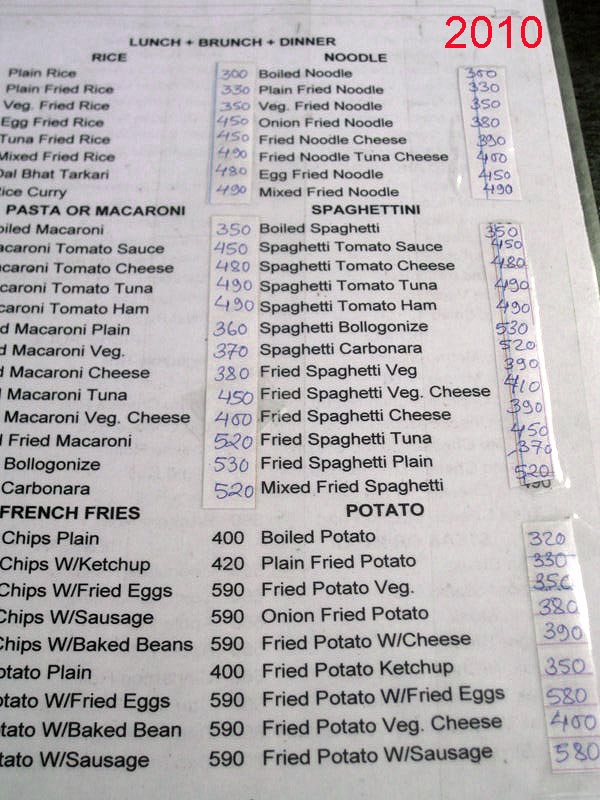 2010
LUNCH + BRUNCH + DINNER
RICE NOODLE
Plain Rice 300 Boiled Noodle 300
Plain Fried Rice 330 Plain Fried Noodle 330
Veg. Fried Rice 350 Veg. Fried Noodle 350
Egg Fried Rice 450 Onion Fried Noodle 380
Tuna Fried Rice 450 Fried Noodle Cheese 390
Mixed Fried Rice 490 Fried Noodle Tuna Cheese 400
Dal Bhat Tarkari 480 Egg Fried Noodle 450
Rice Curry 490 Mixed Fried Noodle 490
PASTA OR MACARONI SPAGHETTINI
oiled Macaroni 350 Boiled Spaghetti 350
acaroni Tomato Sauce 450 Spaghetti Tomato Sauce 450
acaroni Tomato Cheese 480 Spaghetti Tomato Cheese 480
acaroni Tomato Tuna 490 Spaghetti Tomato Tuna 490
caroni Tomato Ham 490 Spaghetti Tomato Ham 490
d Macaroni Plain 360 Spaghetti Bollogonize 530
d Macaroni Veg. 370 Spaghetti Carbonara 520
d Macaroni Cheese 380 Fried Spaghetti Veg 390
Macaroni Tuna 450 Fried Spaghetti Veg. Cheese 410
Macaroni Veg. Cheese 400 Fried Spaghetti Cheese 390
Fried Macaroni 520 Fried Spaghetti Tuna 450
Bollogonize 530 Fried Spaghetti Plain 370
Carbonara 520 Mixed Fried Spaghetti 520
FRENCH FRIES POTATO
Chips Plain 400 Boiled Potato 320
Chips W/Ketchup 420 Plain Fried Potato 330
Chips W/Fried Eggs 590 Fried Potato Veg. 350
Chips W/Sausage 590 Onion Fried Potato 380
Chips W/Baked Beans 590 Fried Potato W/Cheese 390
otato Plain 400 Fried Potato Ketchup 350
otato W/Fried Eggs 590 Fried Potato W/Fried Eggs 580
tato W/Baked Bean 590 Fried Potato Veg. Cheese 400
tato W/Sausage 590 Fried Potato W/Sausage 580